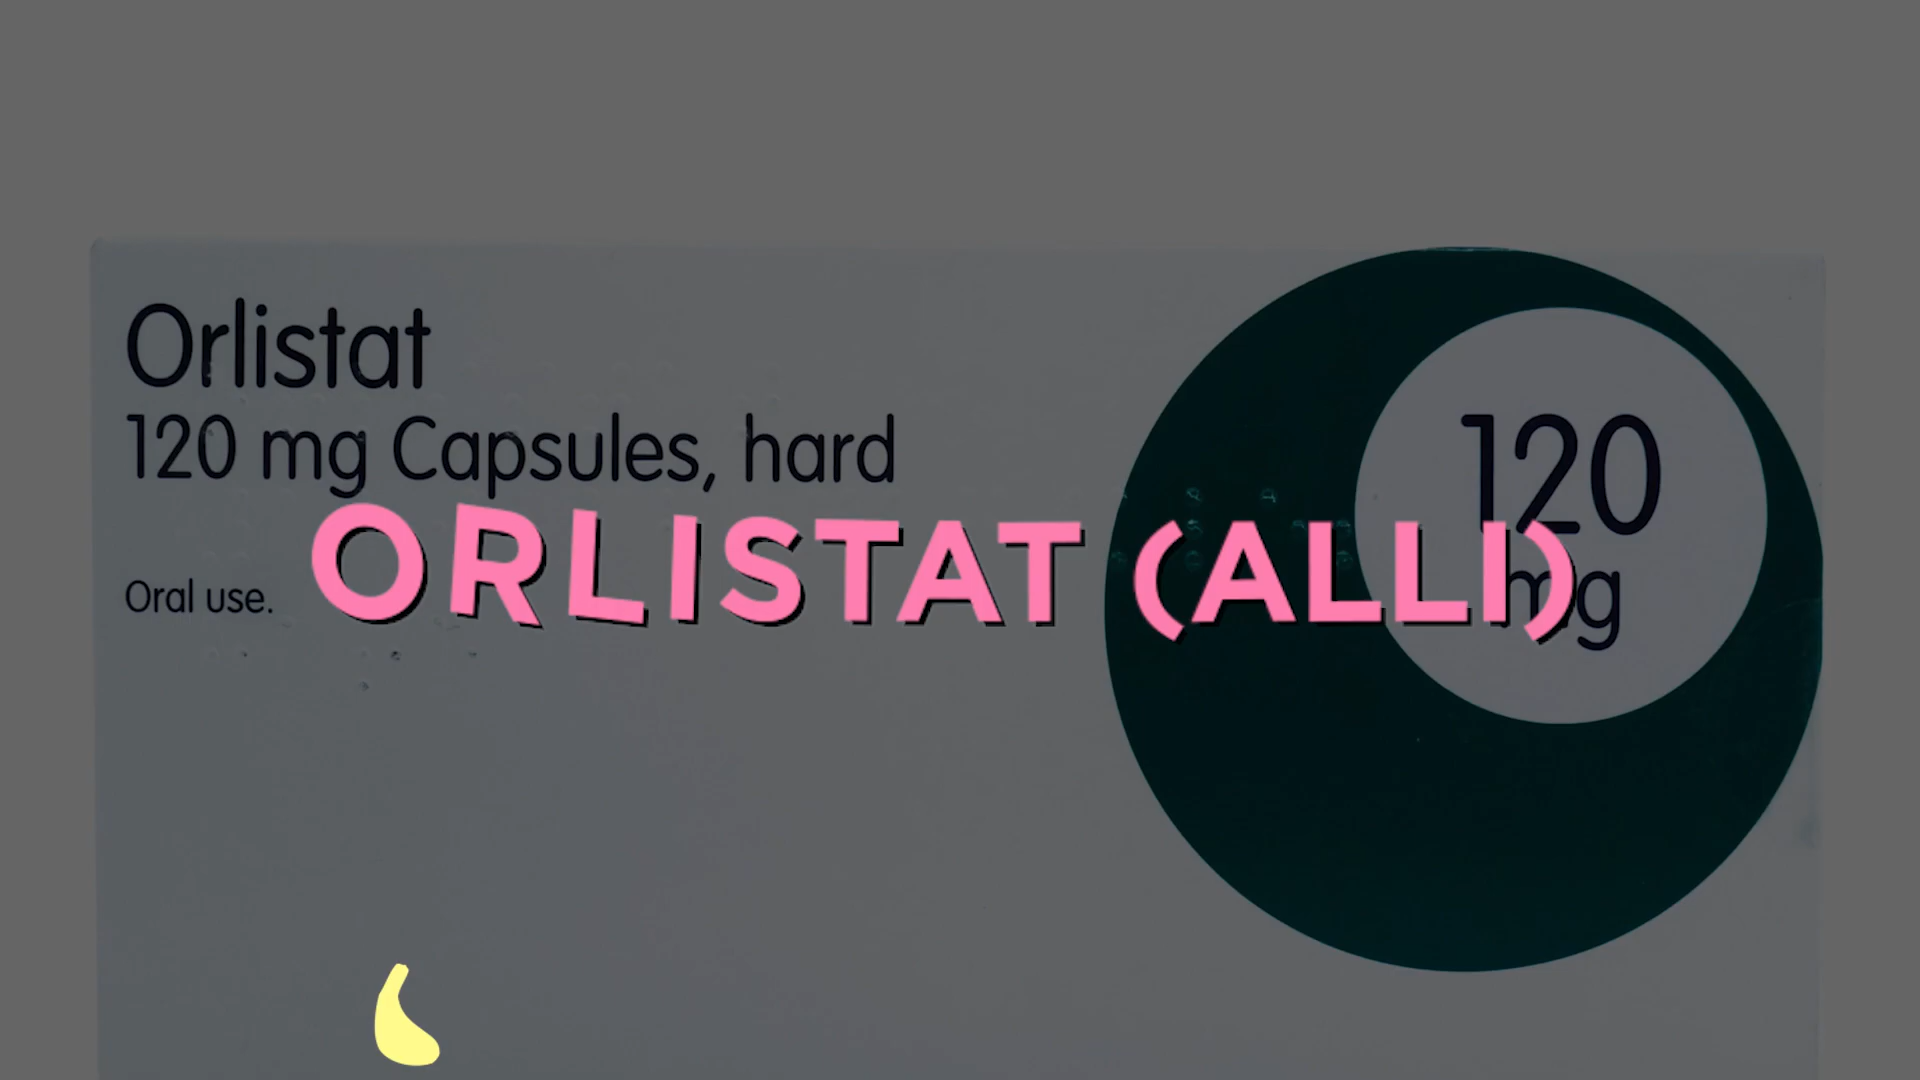 Orlistat
120 mg Capsules, hard
120
mg
ORLISTAT (ALLI)
Oral use.